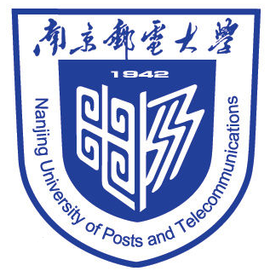 南京郵電大學
1942
Nanjing University of Posts and Telecommunications